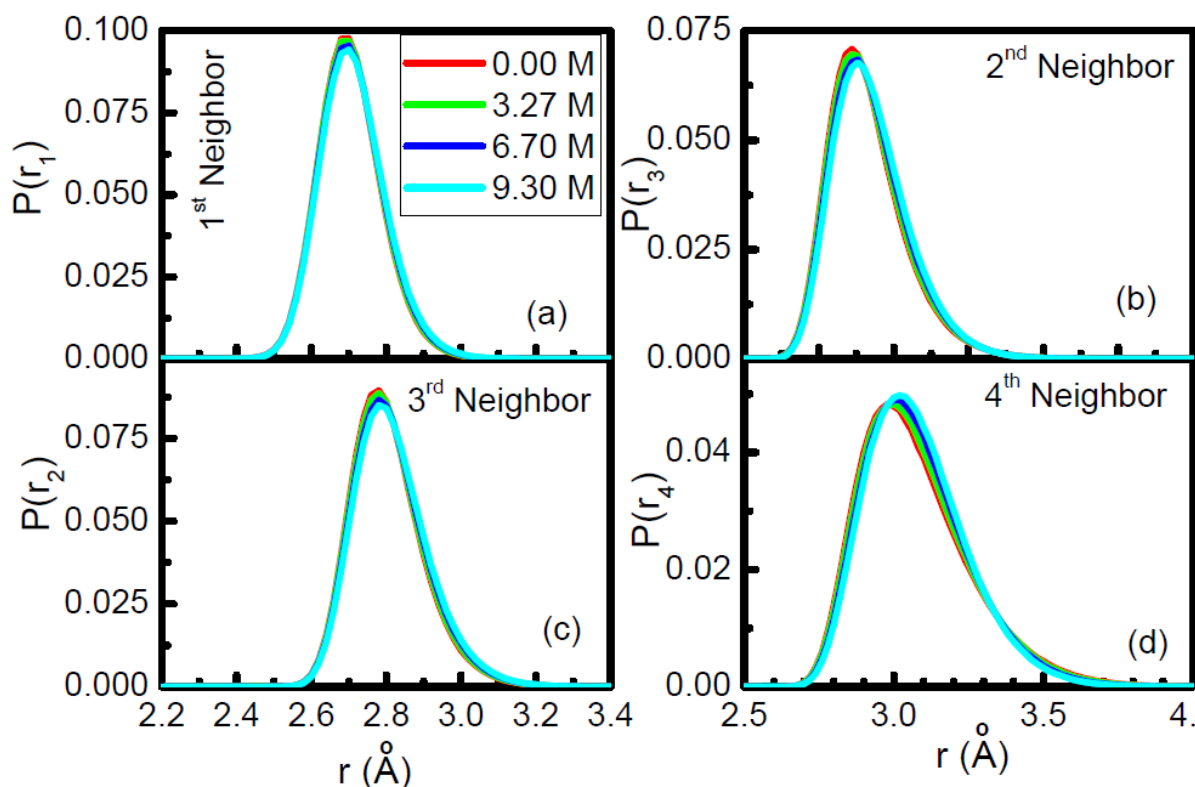 0.100
0.075
0.050
0.025
0.000
P(r1)
1st Neighbor
0.00 M
3.27 M
6.70 M
9.30 M
(a)
0.075
0.050
0.025
0.000
P(r3)
2nd Neighbor
(b)
0.075
0.050
0.025
0.000
P(r2)
3rd Neighbor
(c)
2.2 2.4 2.6 2.8 3.0 3.2 3.4
r (Å)
0.04
0.02
0.00
P(r4)
4th Neighbor
(d)
2.5 3.0 3.5 4.
r (Å)